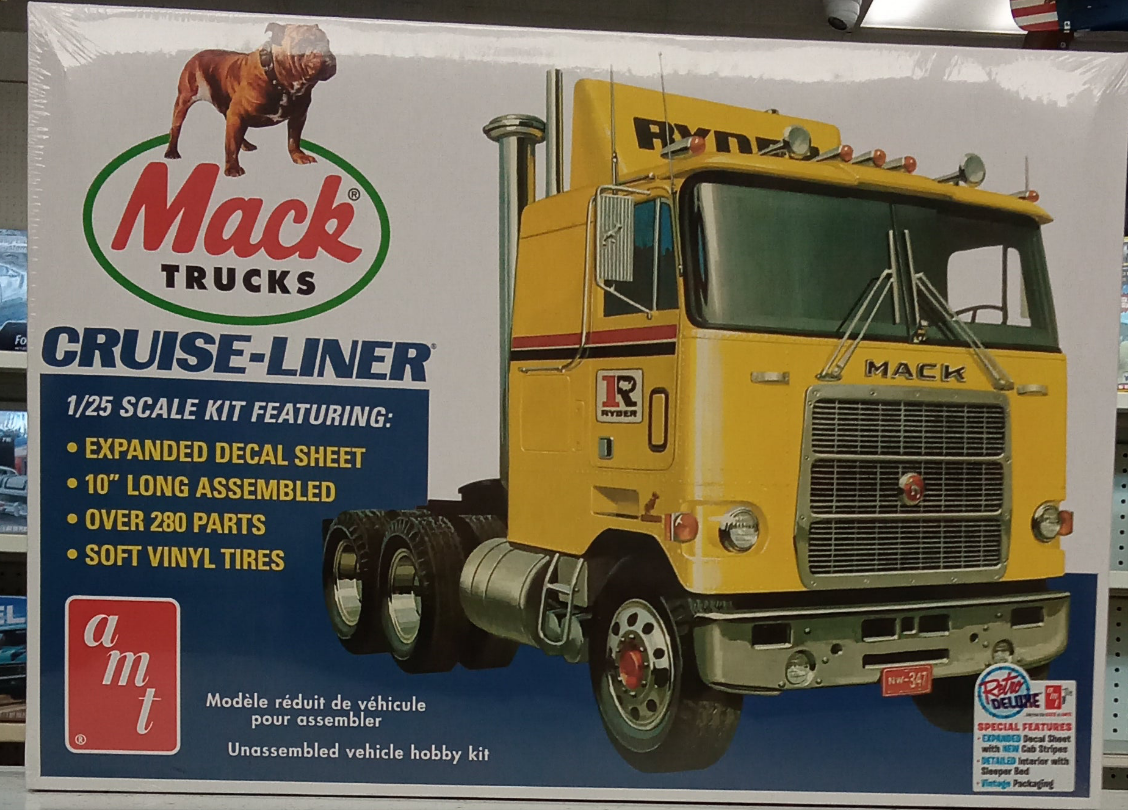 Mack®
TRUCKS
CRUISE-LINER®
1/25 SCALE KIT FEATURING:
• EXPANDED DECAL SHEET
• 10" LONG ASSEMBLED
• OVER 280 PARTS
• SOFT VINYL TIRES
amt
®
Modèle réduit de véhicule
pour assembler
Unassembled vehicle hobby kit
RYDER
R
RYDER
MACK
NW-347
Retro
DELUXE
amt
SPECIAL FEATURES
• EXPANDED Decal Sheet
with NEW Cab Stripes
• DETAILED Interior with
Sleeper Bed
• Vintage Packaging